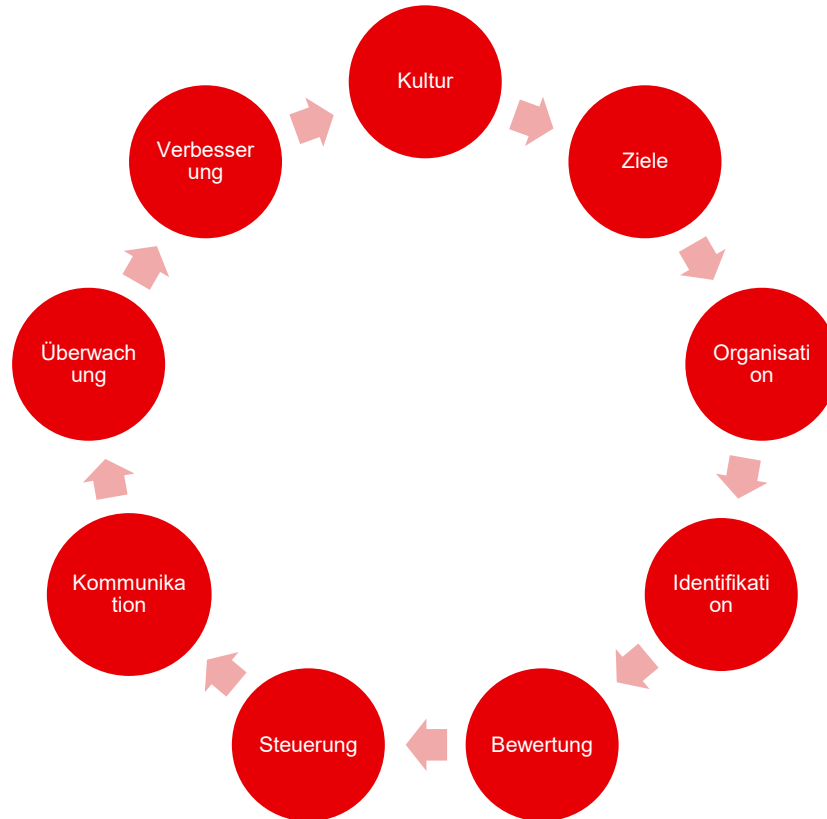 Kultur
Ziele
Organisati
on
Identifikati
on
Bewertung
Steuerung
Kommunika
tion
Überwach
ung
Verbesser
ung